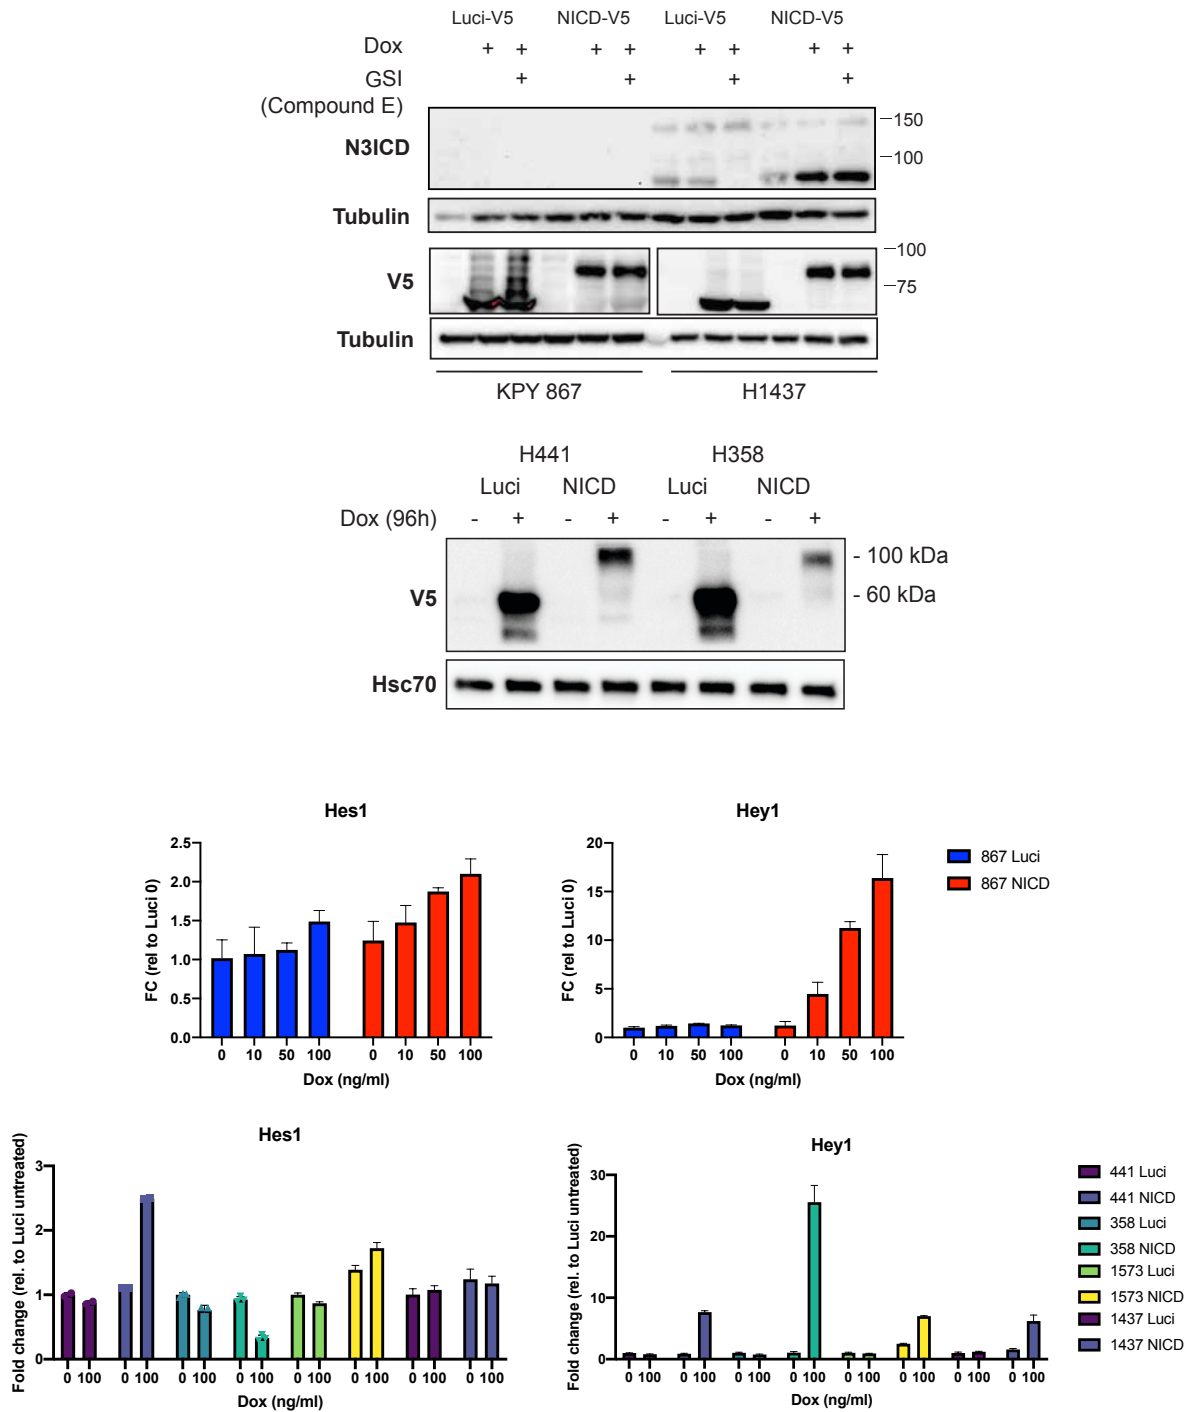 Luci-V5 NICD-V5 Luci-V5 NICD-V5
Dox + + + + + + + +
GSI + + + +
(Compound E)
N3ICD
150
100
Tubulin
V5
100
75
Tubulin
KPY 867 H1437
H441 H358
Luci NICD Luci NICD
Dox (96h) - + - + - + - +
V5
- 100 kDa
- 60 kDa
Hsc70
Hes1
FC (rel to Luci 0)
2.5
2.0
1.5
1.0
0.5
0.0
0 10 50 100 0 10 50 100
Dox (ng/ml)
Hey1
FC (rel to Luci 0)
20
15
10
5
0
0 10 50 100 0 10 50 100
Dox (ng/ml)
867 Luci
867 NICD
Hes1
Fold change (rel. to Luci untreated)
3
2
1
0
0 100 0 100 0 100 0 100 0 100 0 100 0 100 0 100
Dox (ng/ml)
Hey1
Fold change (rel. to Luci untreated)
30
20
10
0
0 100 0 100 0 100 0 100 0 100 0 100 0 100 0 100
Dox (ng/ml)
441 Luci
441 NICD
358 Luci
358 NICD
1573 Luci
1573 NICD
1437 Luci
1437 NICD